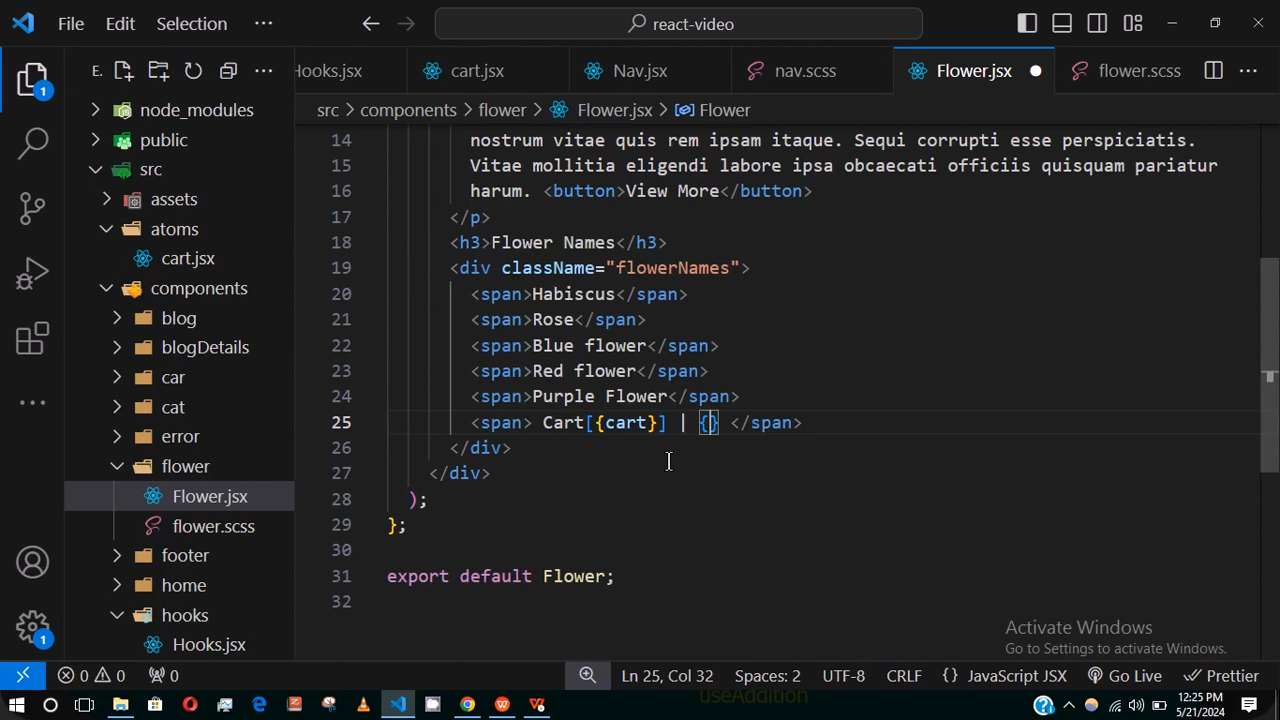 File Edit Selection ··· react-video
E. ··· Hooks.jsx cart.jsx Nav.jsx nav.scss Flower.jsx flower.scss ···
src > components > flower > Flower.jsx > Flower
node_modules
public
src
assets
atoms
cart.jsx
components
blog
blogDetails
car
cat
error
flower
Flower.jsx
flower.scss
footer
home
hooks
Hooks.jsx
1
1
14 nostrum vitae quis rem ipsam itaque. Sequi corrupti esse perspiciatis.
15 Vitae mollitia eligendi labore ipsa obcaecati officiis quisquam pariatur
16 harum. <button>View More</button>
17 </p>
18 <h3>Flower Names</h3>
19 <div className="flowerNames">
20 <span>Habiscus</span>
21 <span>Rose</span>
22 <span>Blue flower</span>
23 <span>Red flower</span>
24 <span>Purple Flower</span>
25 <span> Cart[{cart}] | {} </span>
26 </div>
27 </div>
28 );
29 };
30
31 export default Flower;
32
Activate Windows
Go to Settings to activate Windows.
0 0 0 Ln 25, Col 32 Spaces: 2 UTF-8 CRLF {} JavaScript JSX Go Live Prettier
useAddition
12:25 PM
5/21/2024